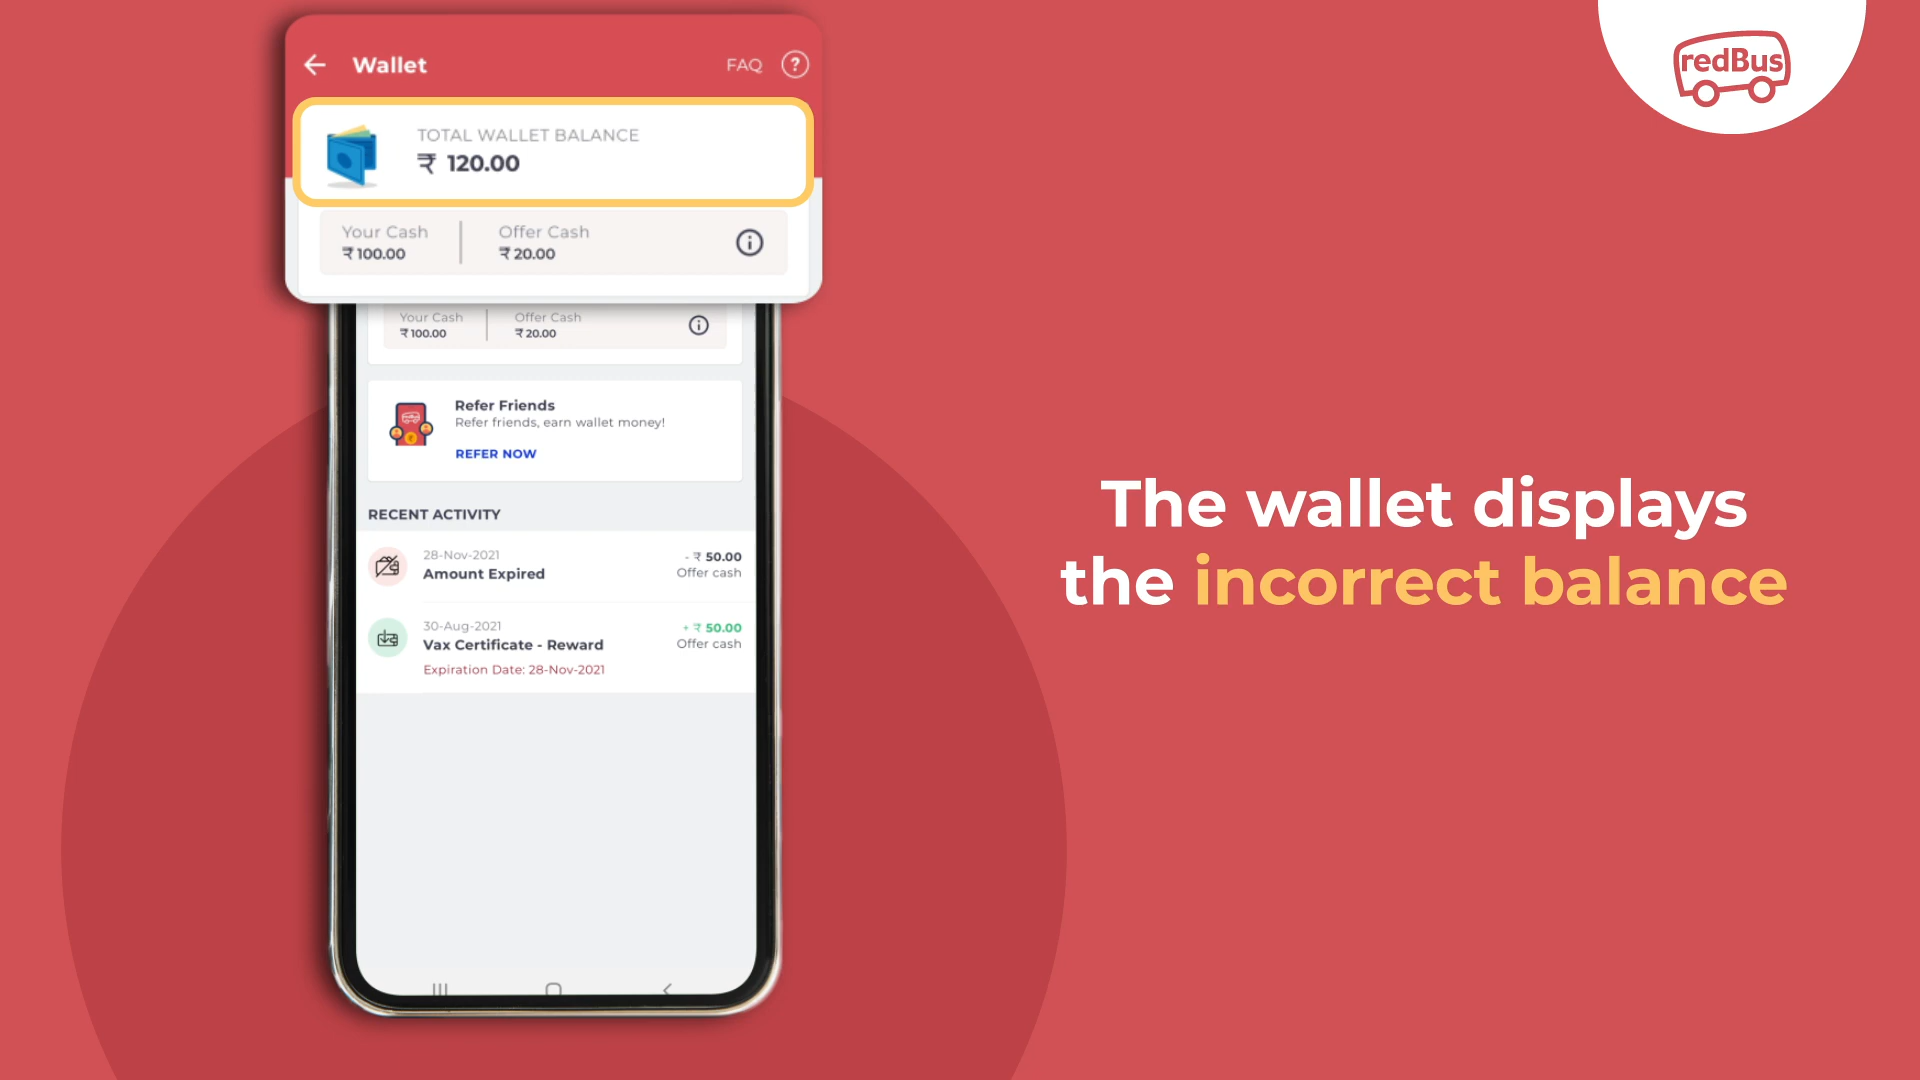 Wallet
FAQ ?
TOTAL WALLET BALANCE
₹ 120.00
Your Cash
₹ 100.00
Offer Cash
₹ 20.00
Your Cash
₹ 100.00
Offer Cash
₹ 20.00
Refer Friends
Refer friends, earn wallet money!
REFER NOW
RECENT ACTIVITY
28-Nov-2021
Amount Expired
- ₹ 50.00
Offer cash
30-Aug-2021
Vax Certificate - Reward
Expiration Date: 28-Nov-2021
+ ₹ 50.00
Offer cash
redBus
The wallet displays
the incorrect balance